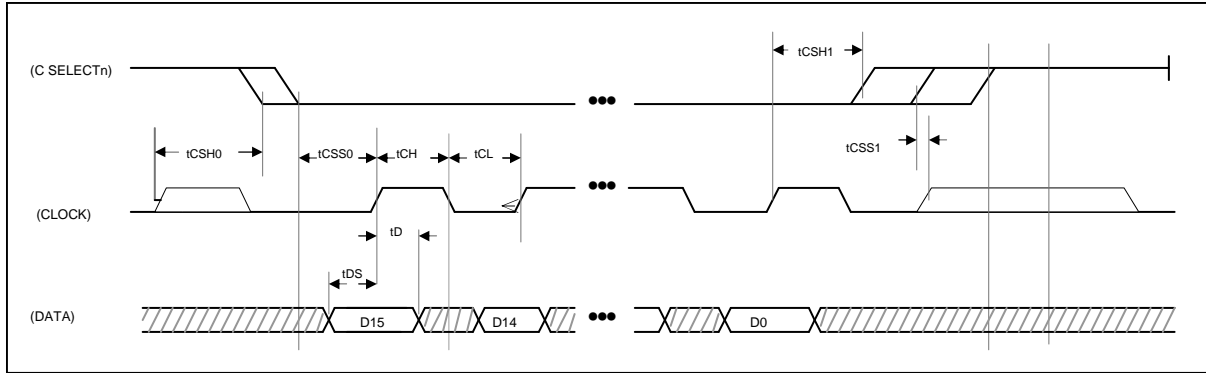 tCSH1
(C SELECTn)
tCSS1
tCSH0
tCSS0
tCH
tCL
(CLOCK)
tD
tDS
(DATA)
D15
D14
D0